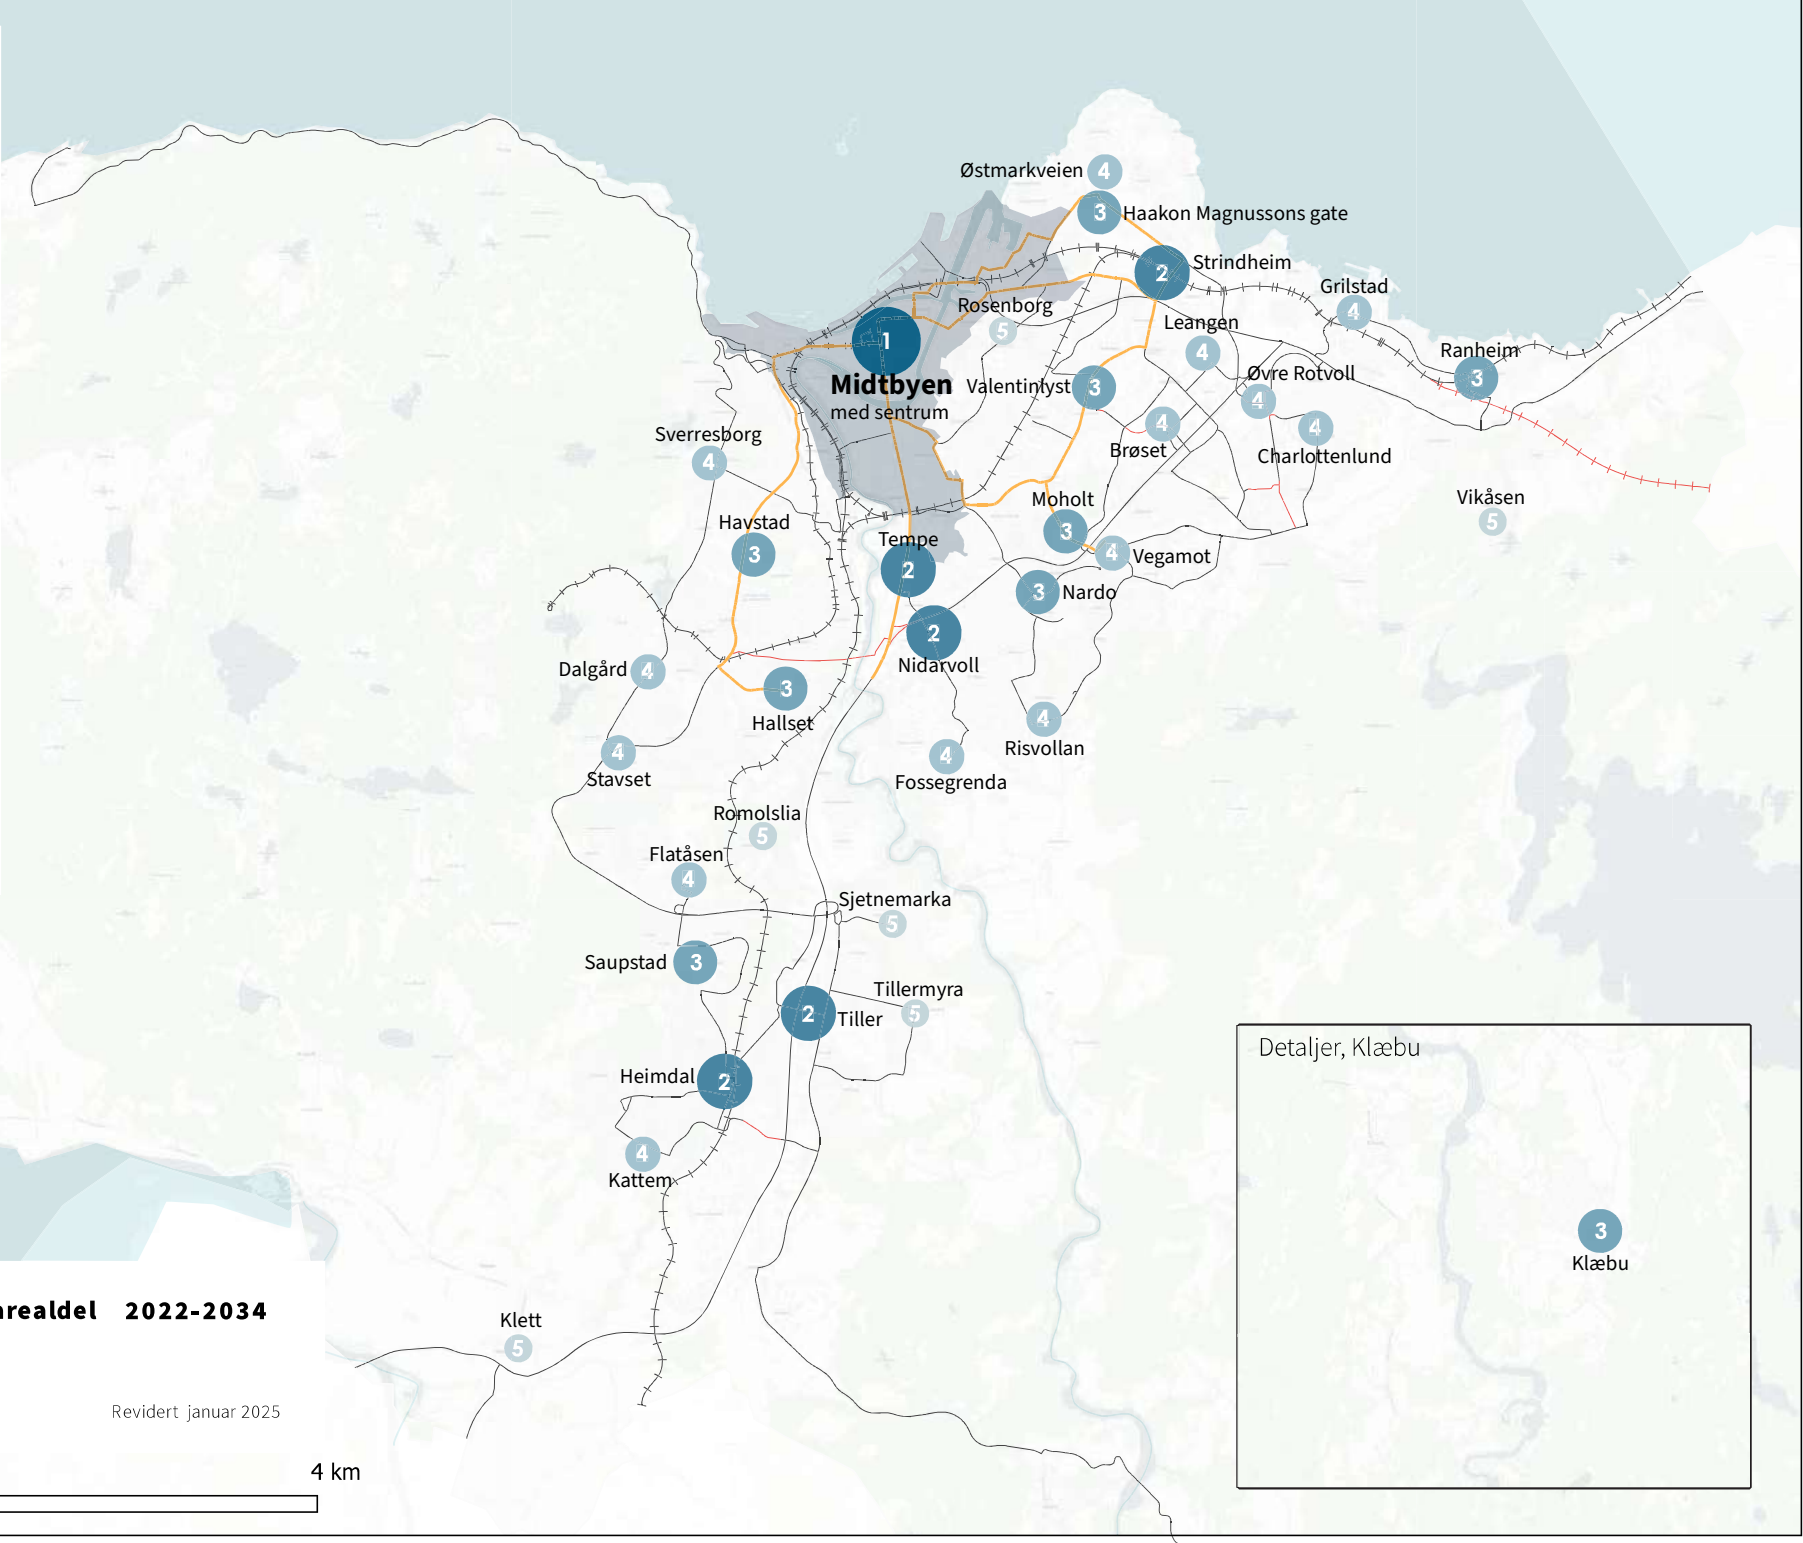 Østmarkveien 4
3 Haakon Magnussons gate
2 Strindheim
Grilstad
4
Rosenborg
5
Leangen
4
1
Midtbyen
med sentrum
Ranheim
3
Valentinlyst 3
Øvre Rotvoll
4
Brøset
4
4
Charlottenlund
Sverresborg
4
Vikåsen
5
Havstad
3
Moholt
3
4 Vegamot
Tempe
2
3 Nardo
2
Nidarvoll
Dalgård 4
3
Hallset
4
Risvollan
4
Stavset
4
Fossegrenda
Romolslia
5
Flatåsen
4
Sjetnemarka
5
Saupstad 3
Tillermyra
5
2 Tiller
Heimdal 2
4
Kattem
Detaljer, Klæbu
3
Klæbu
Klett
5
arealdel 2022-2034
Revidert januar 2025
4 km